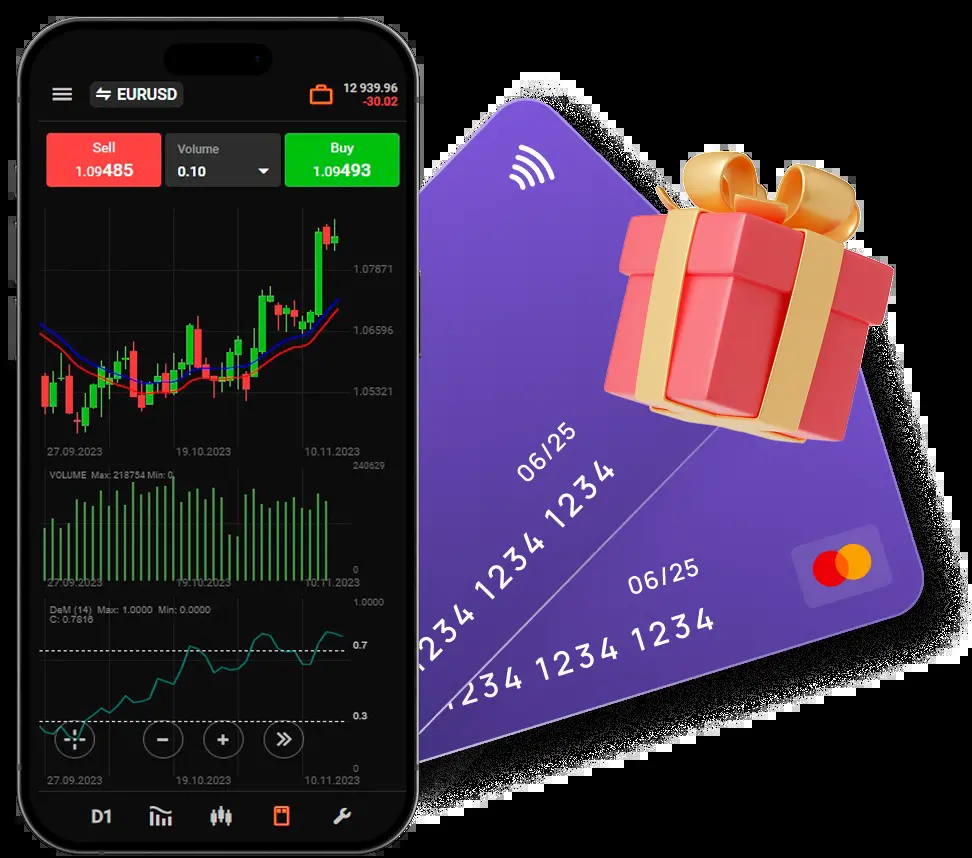 EURUSD
12 939.96
-30.02
Sell
1.09485
Volume
0.10
Buy
1.09493
1.07871
1.06596
1.05321
27.09.2023 19.10.2023 10.11.2023
240629
VOLUME Max: 218754 Min: 0
0
27.09.2023 19.10.2023 10.11.2023
1.0000
DeM (14) Max: 1.0000 Min: 0.0000
C: 0.7816
0.7
0.3
0
27.09.2023 19.10.2023 10.11.2023
D1
06/25
1234 1234 1234
06/25
1234 1234 1234